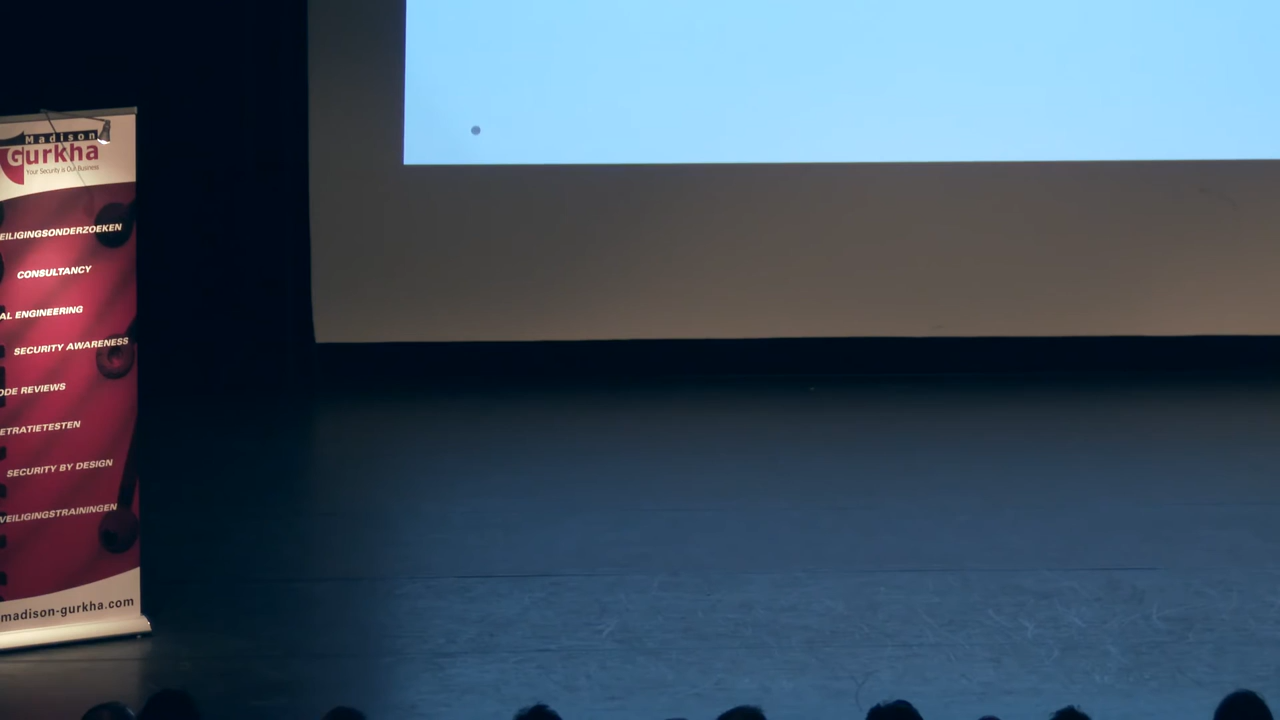 Madison
Gurkha
Your Security is Our Business
EILIGINGSONDERZOEKEN
CONSULTANCY
AL ENGINEERING
SECURITY AWARENESS
ODE REVIEWS
ETRATIETESTEN
SECURITY BY DESIGN
VEILIGINGSTRAININGEN
madison-gurkha.com